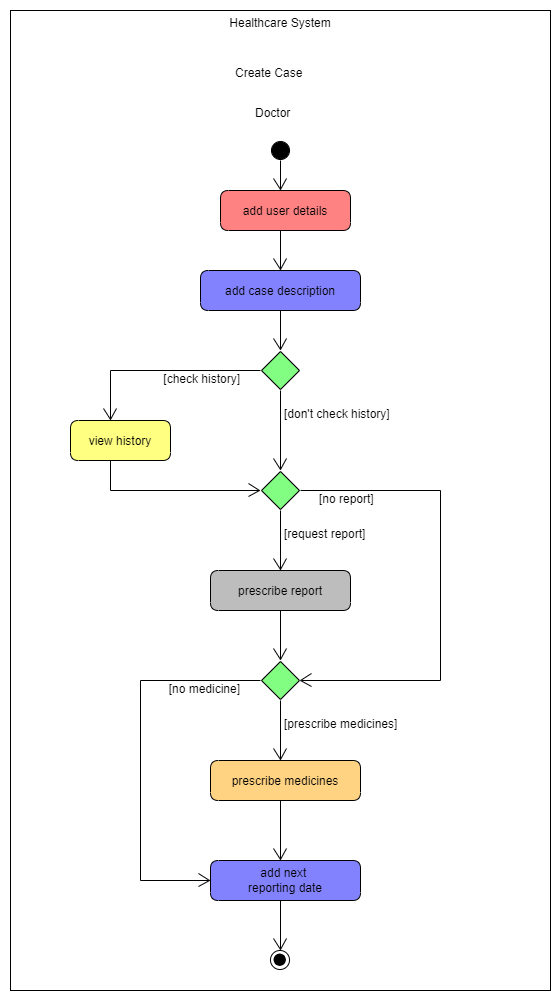 Healthcare System
Create Case
Doctor
add user details
add case description
[check history]
[don't check history]
view history
[no report]
[request report]
prescribe report
[no medicine]
[prescribe medicines]
prescribe medicines
add next
reporting date